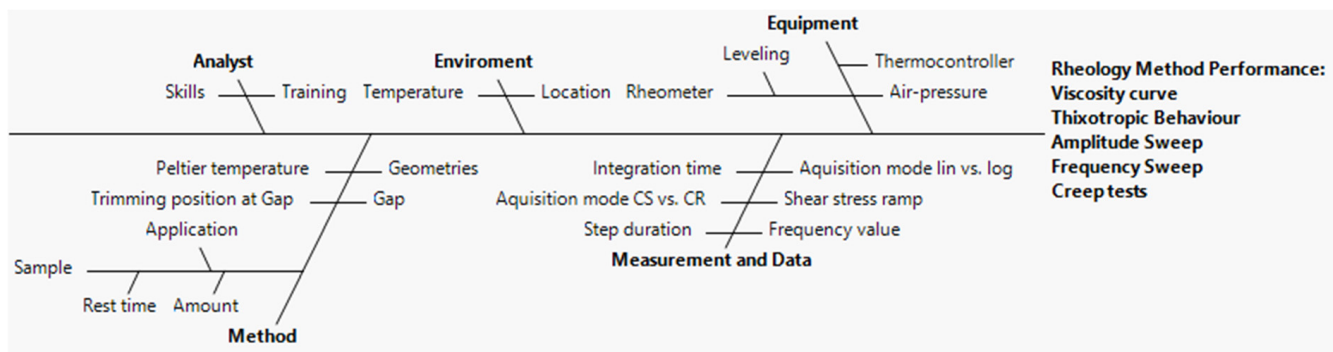 Equipment
Leveling
Analyst
Enviroment
Thermocontroller
Skills
Training
Temperature
Location
Rheometer
Air-pressure
Rheology Method Performance:
Viscosity curve
Thixotropic Behaviour
Amplitude Sweep
Frequency Sweep
Creep tests
Peltier temperature
Geometries
Trimming position at Gap
Gap
Application
Sample
Rest time
Amount
Method
Integration time
Aquisition mode lin vs. log
Aquisition mode CS vs. CR
Shear stress ramp
Step duration
Frequency value
Measurement and Data